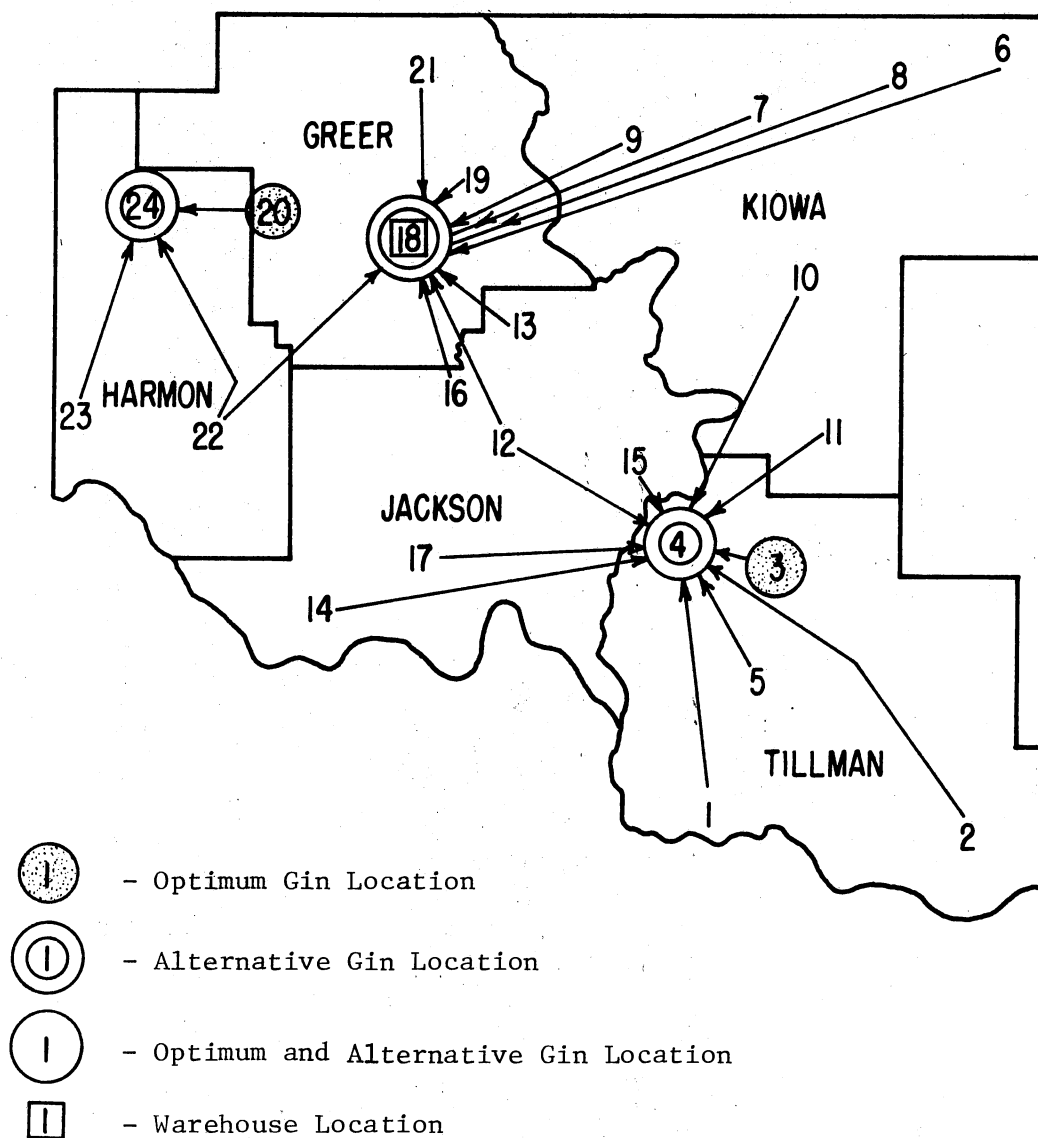 6
21
8
7
GREER
9
19
24
20
KIOWA
18
10
13
16
HARMON
23
22
12
11
15
JACKSON
4
17
3
14
5
TILLMAN
1
2
1 - Optimum Gin Location
1 - Alternative Gin Location
1 - Optimum and Alternative Gin Location
1 - Warehouse Location